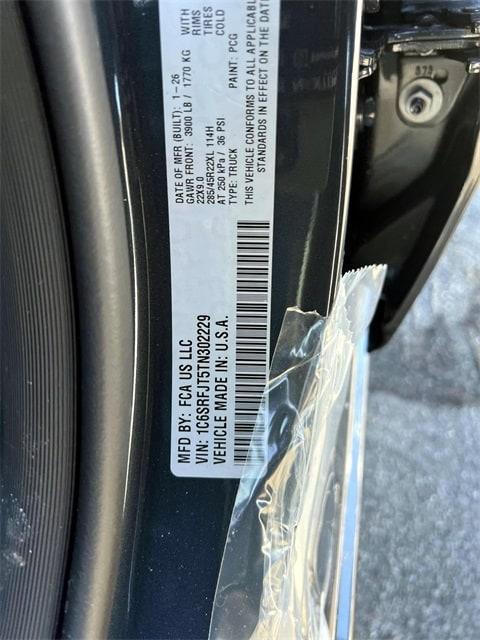 MFD BY: FCA US LLC
VIN: 1C6SRFJT5TN302229
VEHICLE MADE IN: U.S.A.
DATE OF MFR (BUILT): 1-26
GAWR FRONT: 3900 LB / 1770 KG WITH
22X9.0 RIMS
285/45R22XL 114H TIRES
AT 250 kPa / 36 PSI COLD
TYPE: TRUCK PAINT: PCG
THIS VEHICLE CONFORMS TO ALL APPLICABLE
STANDARDS IN EFFECT ON THE DAT